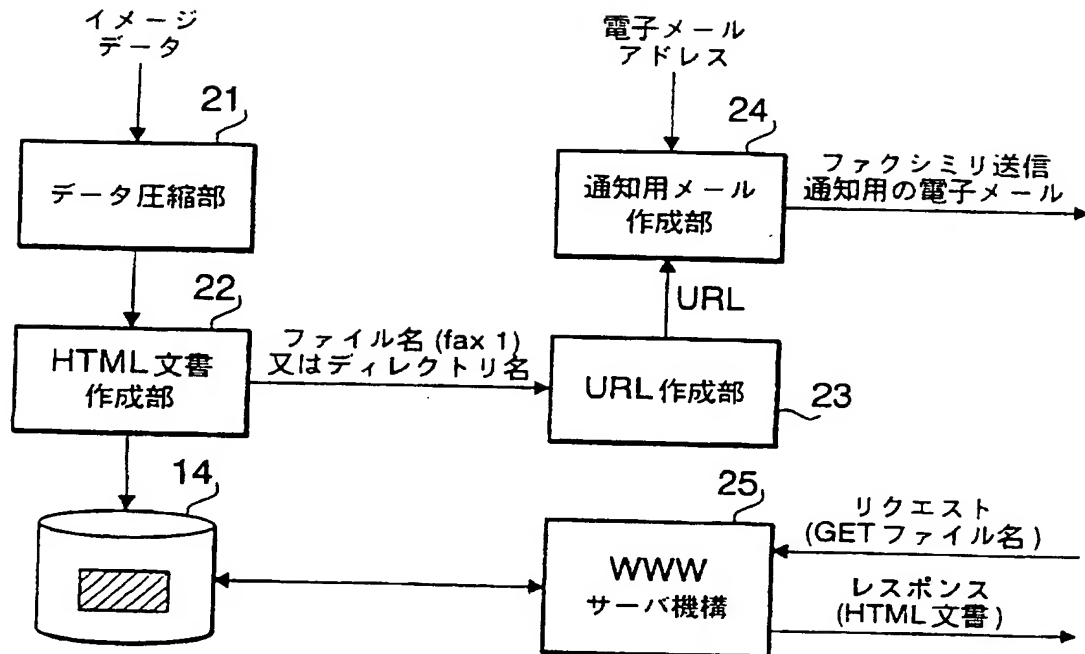 イメージ
データ
21
データ圧縮部
22
HTML文書
作成部
ファイル名 (fax 1)
又はディレクトリ名
14
電子メール
アドレス
24
通知用メール
作成部
ファクシミリ送信
通知用の電子メール
URL
URL作成部
23
25
WWW
サーバ機構
リクエスト
(GETファイル名)
レスポンス
(HTML文書)